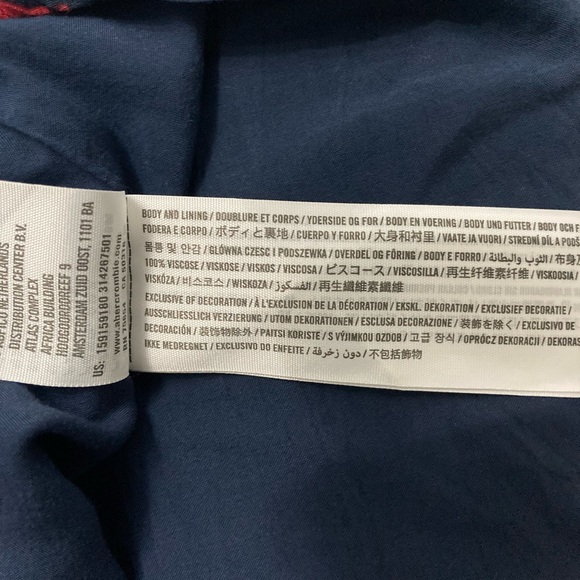 BODY AND LINING / DOUBLURE ET CORPS / YDERSIDE OG FOR / BODY EN VOERING / BODY UND FUTTER / BODY OCH F
FODERA E CORPO / ボディと裏地 / CUERPO Y FORRO / 大身和衬里 / VAATE JA VUORI / STREDNÍ DÍL A PODŠ
몸통 및 안감 / GŁÓWNA CZESC I PODSZEWKA / OVERDEL OG FÔRING / BODY E FORRO / الثوب والبطانة / 布身及
100% VISCOSE / VISKOSE / VISKOS / VISCOSA / ビスコース / VISCOSILLA / 再生纤维素纤维 / VISKOOSIA
VISKÓZA / 비스코스 / WISKOZA / الفسكوز / 再生纖維素纖維
EXCLUSIVE OF DECORATION / À L'EXCLUSION DE LA DÉCORATION / EKSKL. DEKORATION / EXCLUSIEF DECORATIE /
AUSSCHLIESSLICH VERZIERUNG / UTOM DEKORATIONEN / ESCLUSA DECORAZIONE / 装飾を除く / EXCLUSIVO DE
DECORACIÓN / 装饰物除外 / PAITSI KORISTE / S VÝJIMKOU OZDOB / 고급 장식 / OPRÓCZ DEKORACJI / DEKORAS
IKKE MEDREGNET / EXCLUSIVO DO ENFEITE / دون زخرفة / 不包括飾物
NETHERLANDS
DISTRIBUTION CENTER B.V.
ATLAS COMPLEX
AFRICA BUILDING
HOOGOORDDREEF 9
AMSTERDAM ZUID OOST, 1101 BA
US: 159159180 314267501